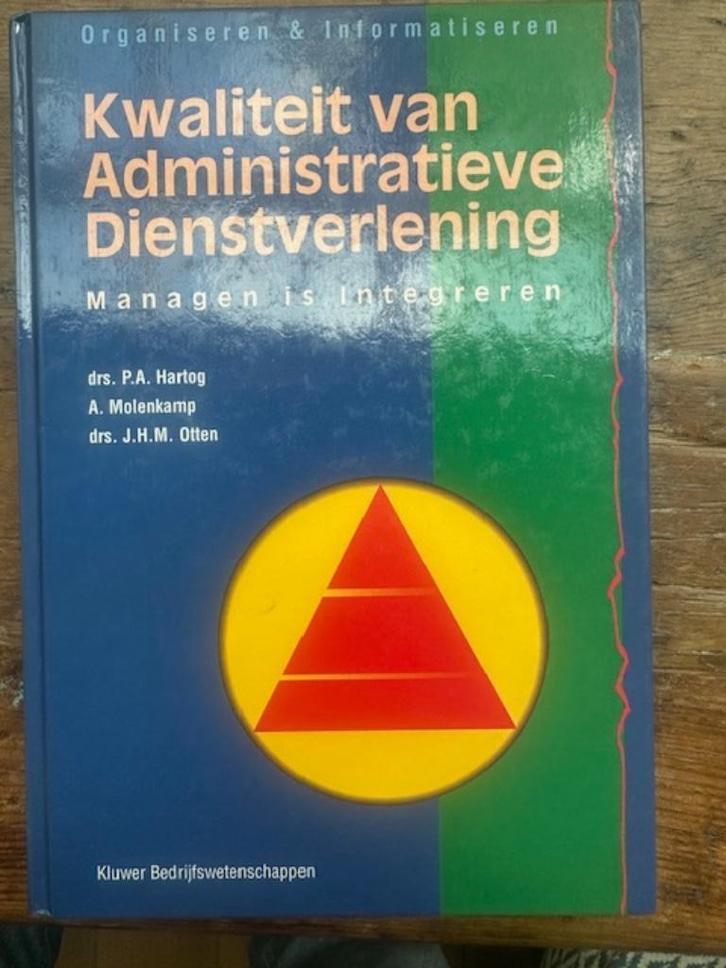 Organiseren & Informatiseren
Kwaliteit van
Administratieve
Dienstverlening
Managen is Integreren
drs. P.A. Hartog
A. Molenkamp
drs. J.H.M. Otten
Kluwer Bedrijfswetenschappen